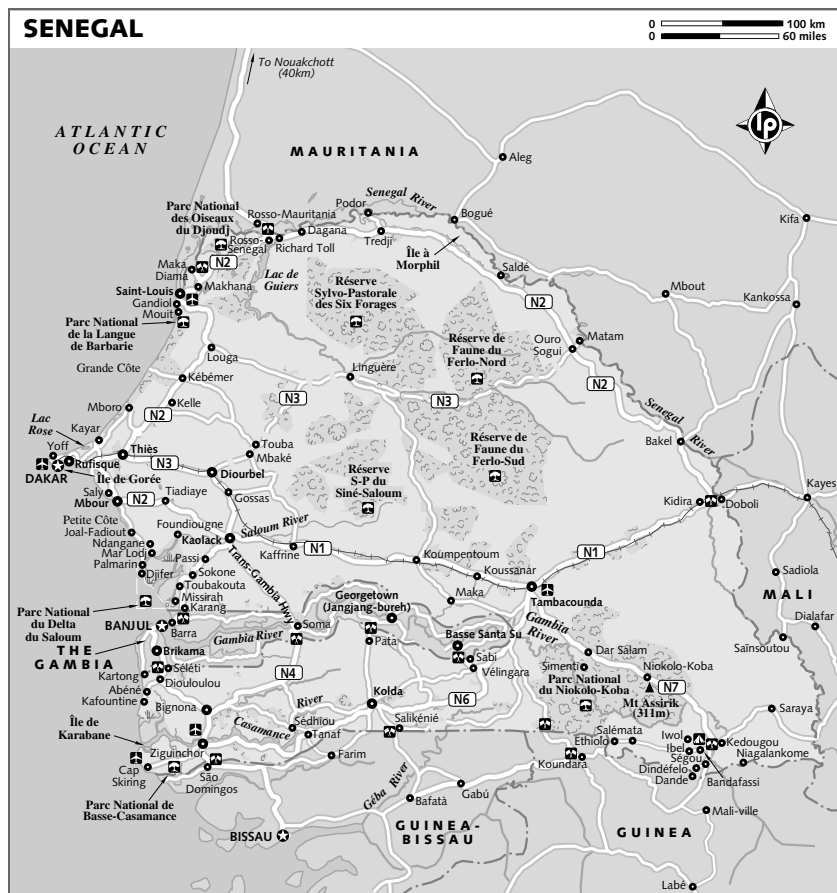 SENEGAL
0 100 km
0 60 miles
To Nouakchott
(40km)
ATLANTIC
OCEAN
MAURITANIA
lp
Aleg
Kifa
Parc National
des Oiseaux
du Djoudj
Rosso-Mauritania
Podor
Senegal River
Bogué
Rosso-
Senegal
Richard Toll
Dagana
Tredji
Île à
Morphil
Maka
Diama
N2
Makhana
Lac de
Guiers
Saldé
Mbout
Kankossa
Saint-Louis
Gandiol
Mouit
Réserve
Sylvo-Pastorale
des Six Forages
N2
Parc National
de la Langue
de Barbarie
Réserve de
Faune du
Ferlo-Nord
Ouro
Sogui
Matam
Louga
Grande Côte
Kébémer
Linguère
N2
Kelle
N3
N3
Senegal
River
Lac
Rose
Mboro
N2
Kayar
Touba
Mbaké
Réserve de
Faune du
Ferlo-Sud
Bakel
Yoff
Thiès
Rufisque
N3
DAKAR
Île de Gorée
Diourbel
Réserve
S-P du
Siné-Saloum
Saly
Mbour
N2
Tiadiaye
Gossas
Kidira
Doboli
Kayes
Petite Côte
Joal-Fadiout
Foundiougne
Saloum River
Ndangane
Kaolack
Mar Lodj
Kaffrine
N1
Koumpentoum
N1
Palmarin
Passi
Djifer
Sokone
Trans-Gambia Hwy
Koussanar
Sadiola
Toubakouta
Missirah
Maka
Tambacounda
MALI
Parc National
du Delta
du Saloum
Karang
Georgetown
(Jangjang-bureh)
Dialafar
BANJUL
Barra
Gambia River
Soma
Gambia
River
THE
GAMBIA
Brikama
Pata
Basse Santa Su
Saïnsoutou
Dar Salam
Sabi
Simenti
Niokolo-Koba
Kartong
Séléti
Vélingara
Parc National
du Niokolo-Koba
N7
Abéné
Diouloulou
N4
Kafountine
Mt Assirik
(311m)
Bignona
River
Kolda
N6
Saraya
Île de
Karabane
Casamance
Sédhiou
Salikénié
Tanaf
Salémata
Iwol
Ziguinchor
Ethiolo
Ibel
Kedougou
Farim
Ségou
Niagalankome
Cap
Skiring
São
Domingos
Koundara
Dindéfelo
Dande
Bandafassi
Parc National de
Basse-Casamance
Géba River
Gabú
Bafatà
Mali-ville
BISSAU
GUINEA-
BISSAU
GUINEA
Labé